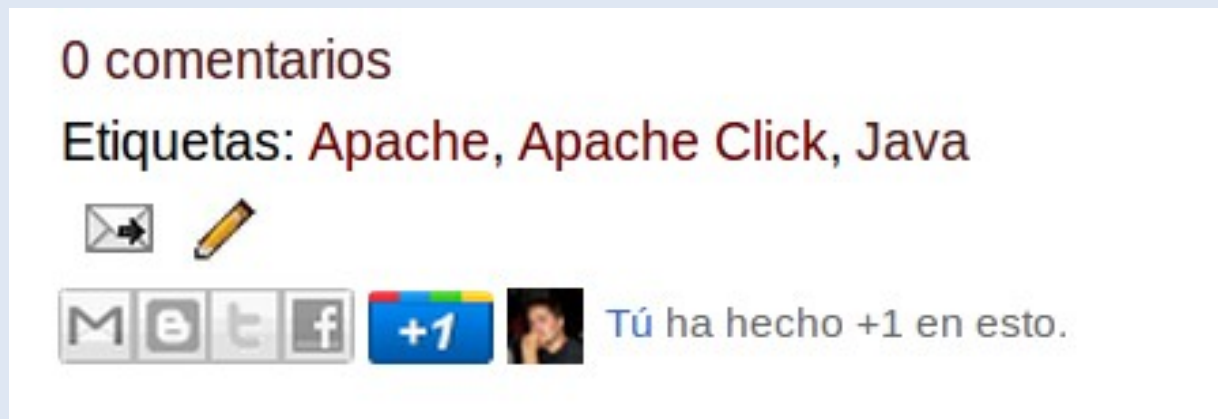 0 comentarios
Etiquetas: Apache, Apache Click, Java
M B t f +1 Tú ha hecho +1 en esto.